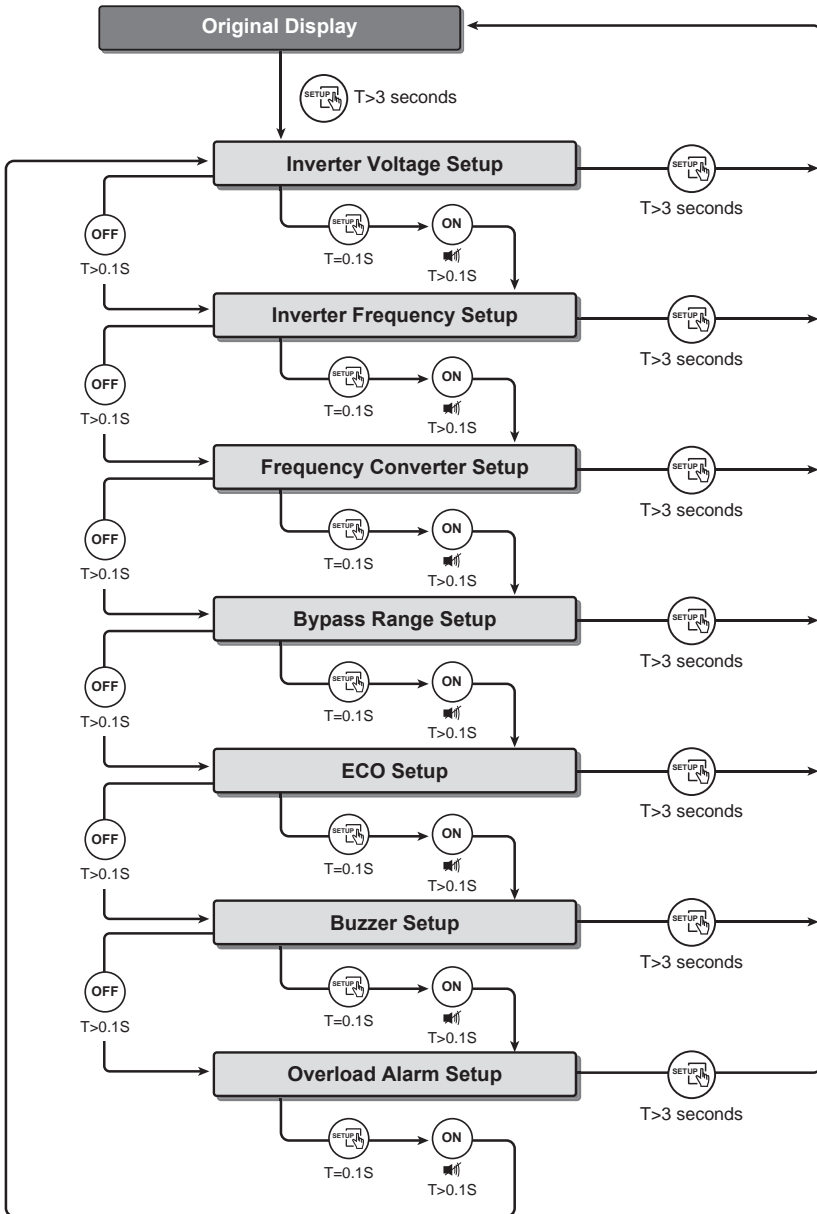 Original Display
SETUP
T>3 seconds
Inverter Voltage Setup
SETUP
T>3 seconds
OFF
T>0.1S
SETUP
T=0.1S
ON
T>0.1S
Inverter Frequency Setup
SETUP
T>3 seconds
OFF
T>0.1S
SETUP
T=0.1S
ON
T>0.1S
Frequency Converter Setup
SETUP
T>3 seconds
OFF
T>0.1S
SETUP
T=0.1S
ON
T>0.1S
Bypass Range Setup
SETUP
T>3 seconds
OFF
T>0.1S
SETUP
T=0.1S
ON
T>0.1S
ECO Setup
SETUP
T>3 seconds
OFF
T>0.1S
SETUP
T=0.1S
ON
T>0.1S
Buzzer Setup
SETUP
T>3 seconds
OFF
T>0.1S
SETUP
T=0.1S
ON
T>0.1S
Overload Alarm Setup
SETUP
T>3 seconds
SETUP
T=0.1S
ON
T>0.1S